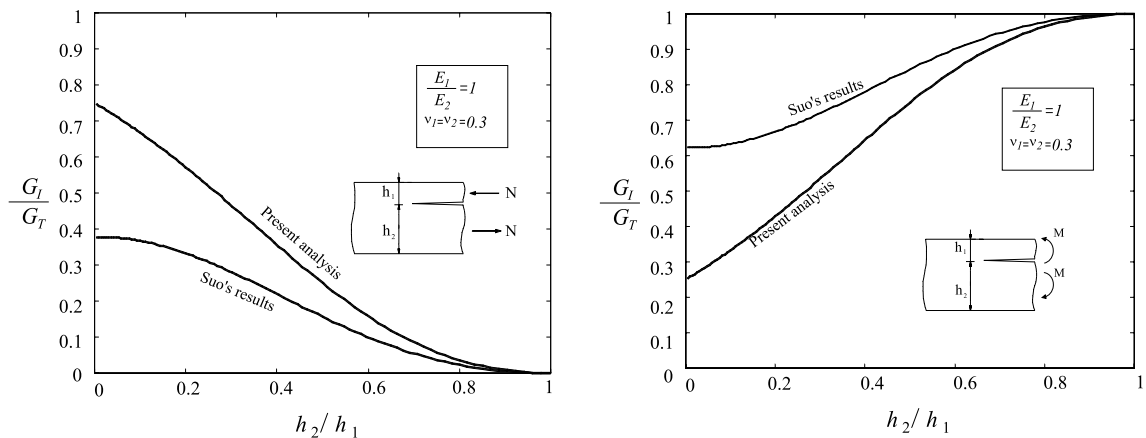 1
0.9
0.8
0.7
0.6
0.5
0.4
0.3
0.2
0.1
0
G_I
G_T
E_1
E_2
=1
ν_1=ν_2=0.3
h_1
h_2
N
N
Present analysis
Suo's results
0
0.2
0.4
0.6
0.8
1
h_2/h_1
1
0.9
0.8
0.7
0.6
0.5
0.4
0.3
0.2
0.1
0
G_I
G_T
Suo's results
Present analysis
E_1
E_2
=1
ν_1=ν_2=0.3
h_1
h_2
M
M
0
0.2
0.4
0.6
0.8
1
h_2/h_1